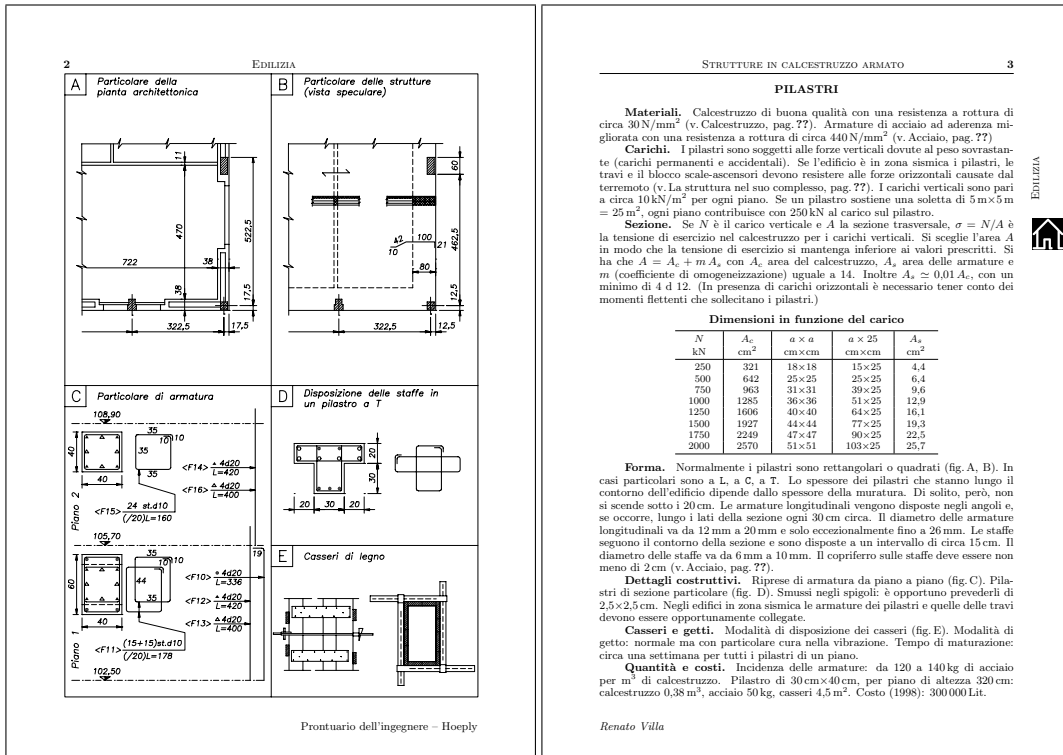 2
EDILIZIA
A
Particolare della
pianta architettonica
11
470
522,5
722
38
38
17,5
322,5
17,5
B
Particolare delle strutture
(vista speculare)
60
42
10
100
21
462,5
80
12,5
322,5
12,5
C
Particolare di armatura
108,90
35
10
10
35
35
40
40
<F14> 4d20
L=420
<F16> 4d20
L=400
<F15> 24 st.d10
(/20)L=160
Piano 2
105,70
19
35
10
10
44
35
60
40
<F10> 4d20
L=336
<F12> 4d20
L=420
<F13> 4d20
L=400
<F11> (15+15)st.d10
(/20)L=178
Piano 1
102,50
D
Disposizione delle staffe in
un pilastro a T
20
30
20
30
20
E
Casseri di legno
Prontuario dell'ingegnere – Hoeply
STRUTTURE IN CALCESTRUZZO ARMATO
3
PILASTRI
Materiali. Calcestruzzo di buona qualità con una resistenza a rottura di
circa 30 N/mm² (v. Calcestruzzo, pag. ??). Armature di acciaio ad aderenza mi-
gliorata con una resistenza a rottura di circa 440 N/mm² (v. Acciaio, pag. ??)
Carichi. I pilastri sono soggetti alle forze verticali dovute al peso sovrastan-
te (carichi permanenti e accidentali). Se l'edificio è in zona sismica i pilastri, le
travi e il blocco scale-ascensori devono resistere alle forze orizzontali causate dal
terremoto (v. La struttura nel suo complesso, pag. ??). I carichi verticali sono pari
a circa 10 kN/m² per ogni piano. Se un pilastro sostiene una soletta di 5 m×5 m
= 25 m², ogni piano contribuisce con 250 kN al carico sul pilastro.
Sezione. Se N è il carico verticale e A la sezione trasversale, σ = N/A è
la tensione di esercizio nel calcestruzzo per i carichi verticali. Si sceglie l'area A
in modo che la tensione di esercizio si mantenga inferiore ai valori prescritti. Si
ha che A = Ac + m As con Ac area del calcestruzzo, As area delle armature e
m (coefficiente di omogeneizzazione) uguale a 14. Inoltre As ≃ 0,01 Ac, con un
minimo di 4 d 12. (In presenza di carichi orizzontali è necessario tener conto dei
momenti flettenti che sollecitano i pilastri.)
Dimensioni in funzione del carico
N Ac a × a a × 25 As
kN cm² cm×cm cm×cm cm²
250 321 18×18 15×25 4,4
500 642 25×25 25×25 6,4
750 963 31×31 39×25 9,6
1000 1285 36×36 51×25 12,9
1250 1606 40×40 64×25 16,1
1500 1927 44×44 77×25 19,3
1750 2249 47×47 90×25 22,5
2000 2570 51×51 103×25 25,7
Forma. Normalmente i pilastri sono rettangolari o quadrati (fig. A, B). In
casi particolari sono a L, a C, a T. Lo spessore dei pilastri che stanno lungo il
contorno dell'edificio dipende dallo spessore della muratura. Di solito, però, non
si scende sotto i 20 cm. Le armature longitudinali vengono disposte negli angoli e,
se occorre, lungo i lati della sezione ogni 30 cm circa. Il diametro delle armature
longitudinali va da 12 mm a 20 mm e solo eccezionalmente fino a 26 mm. Le staffe
seguono il contorno della sezione e sono disposte a un intervallo di circa 15 cm. Il
diametro delle staffe va da 6 mm a 10 mm. Il copriferro sulle staffe deve essere non
meno di 2 cm (v. Acciaio, pag. ??).
Dettagli costruttivi. Riprese di armatura da piano a piano (fig. C). Pila-
stri di sezione particolare (fig. D). Smussi negli spigoli: è opportuno prevederli di
2,5×2,5 cm. Negli edifici in zona sismica le armature dei pilastri e quelle delle travi
devono essere opportunamente collegate.
Casseri e getti. Modalità di disposizione dei casseri (fig. E). Modalità di
getto: normale ma con particolare cura nella vibrazione. Tempo di maturazione:
circa una settimana per tutti i pilastri di un piano.
Quantità e costi. Incidenza delle armature: da 120 a 140 kg di acciaio
per m³ di calcestruzzo. Pilastro di 30 cm×40 cm, per piano di altezza 320 cm:
calcestruzzo 0,38 m³, acciaio 50 kg, casseri 4,5 m². Costo (1998): 300 000 Lit.
Renato Villa
EDILIZIA